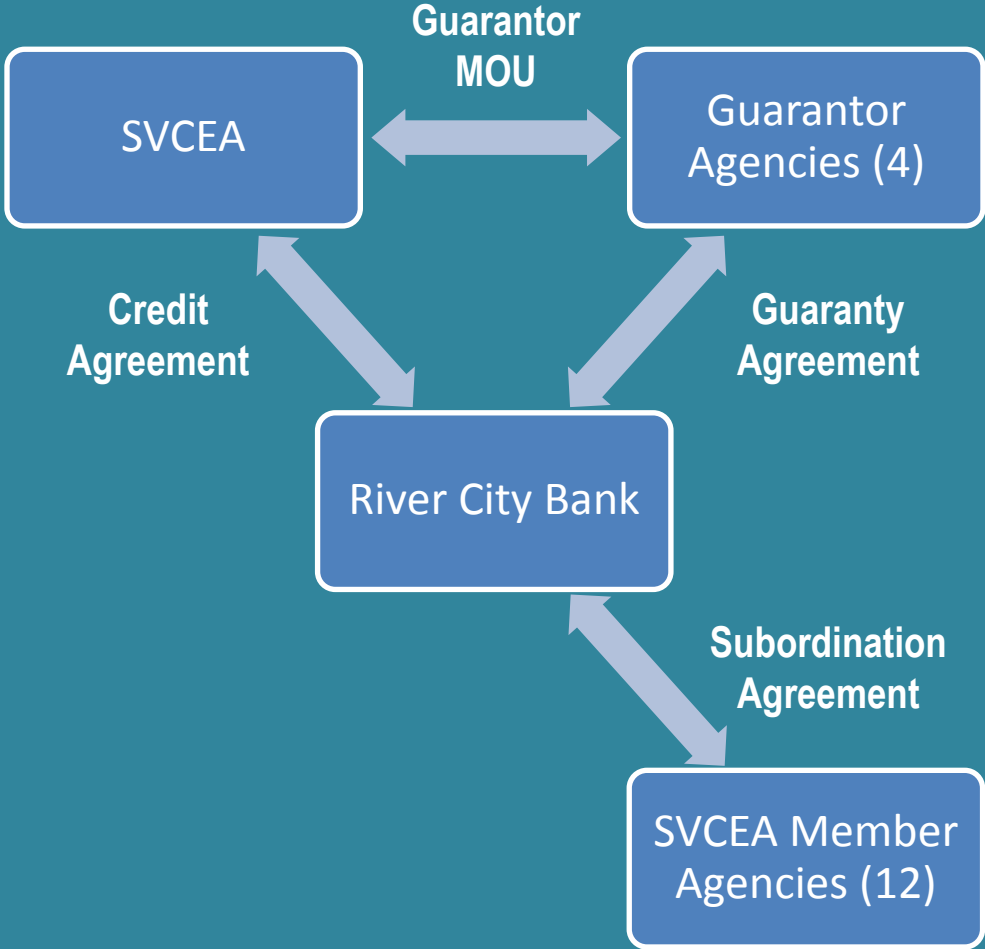 Guarantor
MOU
SVCEA
Guarantor
Agencies (4)
Credit
Agreement
Guaranty
Agreement
River City Bank
Subordination
Agreement
SVCEA Member
Agencies (12)